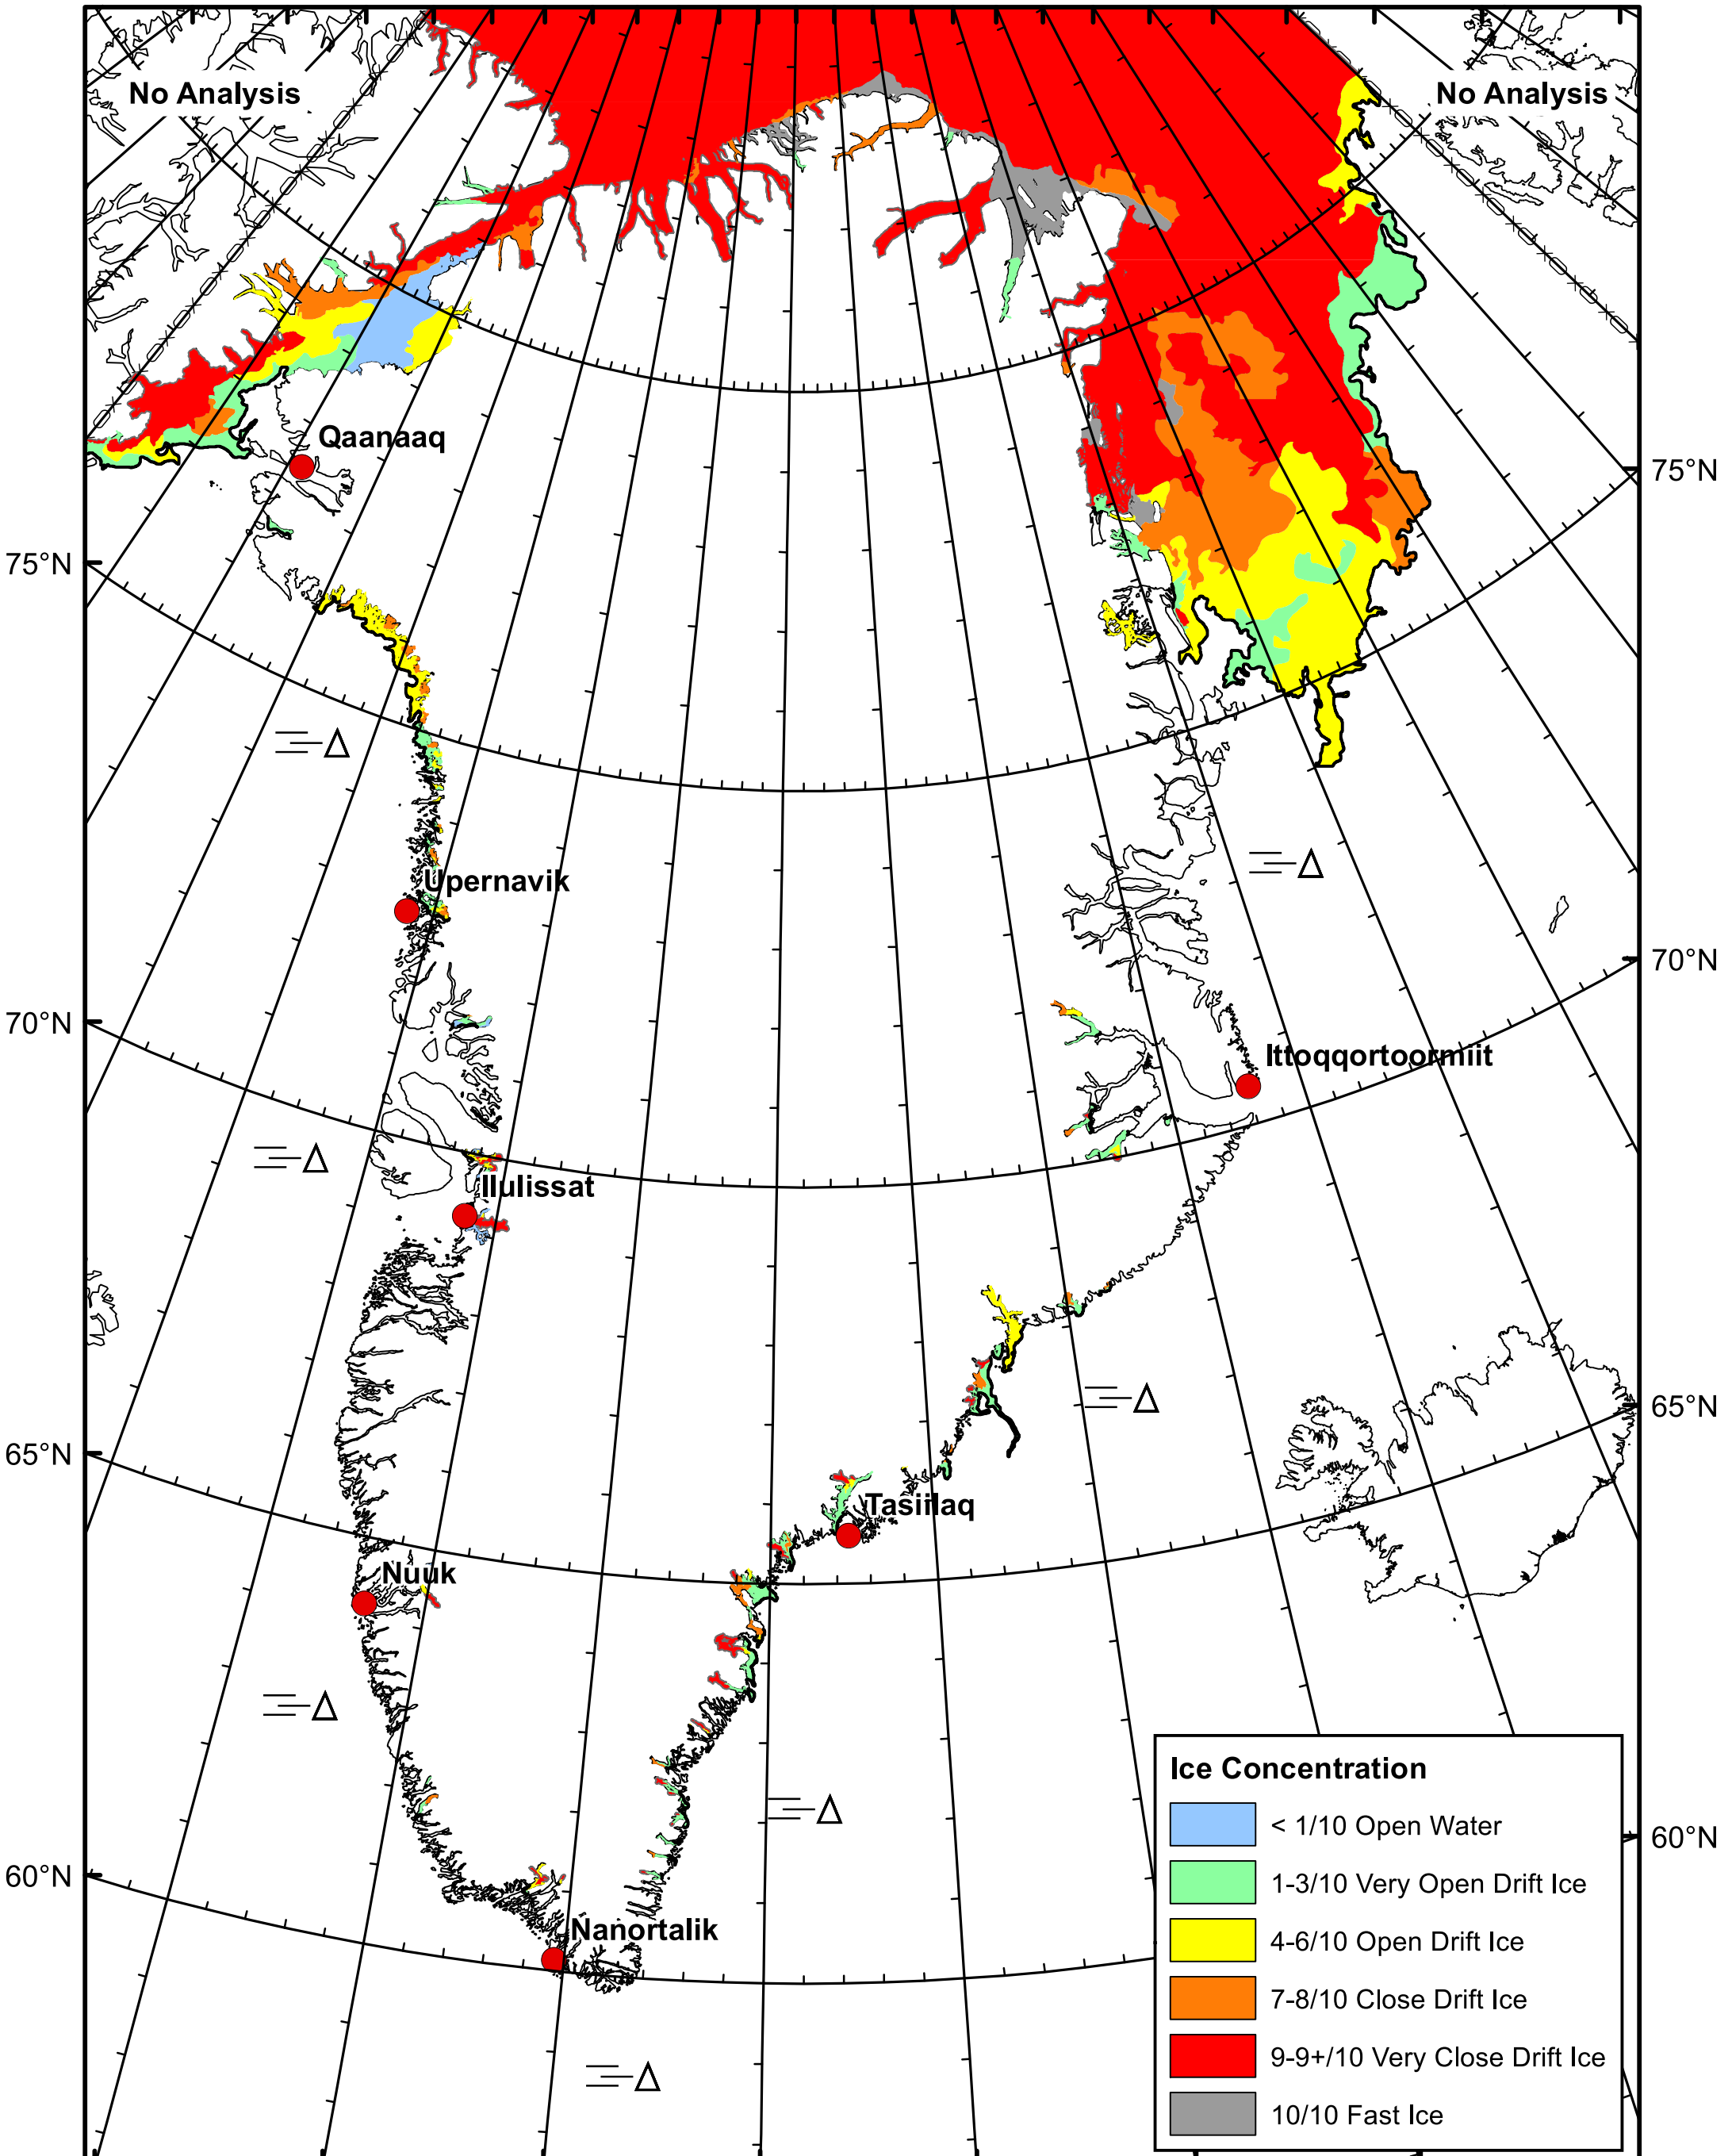 No Analysis
No Analysis
Qaanaaq
75°N
75°N
Upernavik
70°N
70°N
Ittoqqortoormiit
Ilulissat
65°N
65°N
Tasiilaq
Nuuk
Ice Concentration
< 1/10 Open Water
1-3/10 Very Open Drift Ice
4-6/10 Open Drift Ice
7-8/10 Close Drift Ice
9-9+/10 Very Close Drift Ice
10/10 Fast Ice
60°N
60°N
Nanortalik